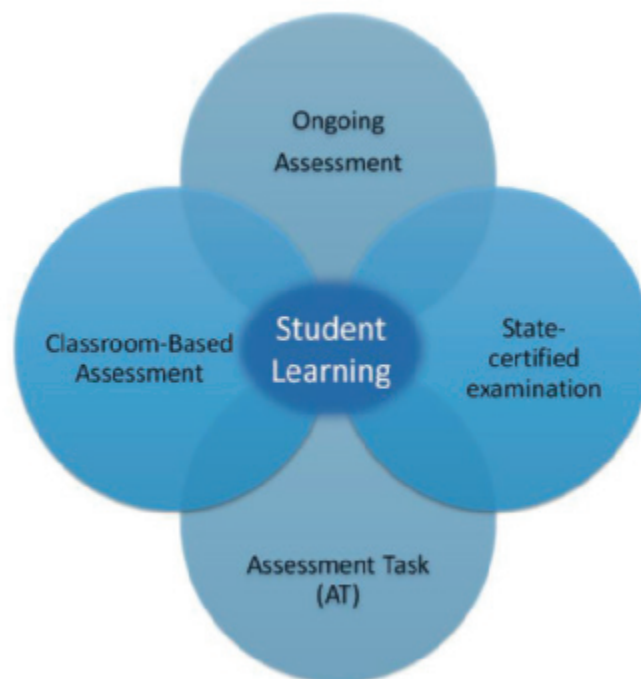 Ongoing
Assessment
Classroom-Based
Assessment
Student
Learning
State-
certified
examination
Assessment Task
(AT)